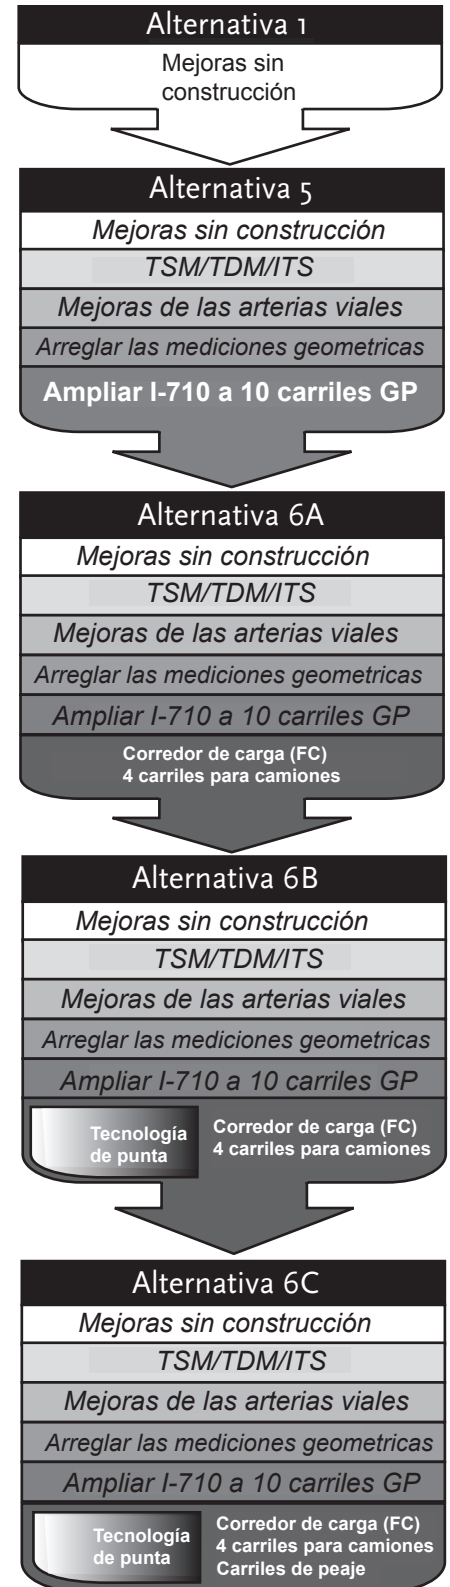 Alternativa 1
Mejoras sin
construcción
Alternativa 5
Mejoras sin construcción
TSM/TDM/ITS
Mejoras de las arterias viales
Arreglar las mediciones geometricas
Ampliar I-710 a 10 carriles GP
Alternativa 6A
Mejoras sin construcción
TSM/TDM/ITS
Mejoras de las arterias viales
Arreglar las mediciones geometricas
Ampliar I-710 a 10 carriles GP
Corredor de carga (FC)
4 carriles para camiones
Alternativa 6B
Mejoras sin construcción
TSM/TDM/ITS
Mejoras de las arterias viales
Arreglar las mediciones geometricas
Ampliar I-710 a 10 carriles GP
Tecnología
de punta
Corredor de carga (FC)
4 carriles para camiones
Alternativa 6C
Mejoras sin construcción
TSM/TDM/ITS
Mejoras de las arterias viales
Arreglar las mediciones geometricas
Ampliar I-710 a 10 carriles GP
Tecnología
de punta
Corredor de carga (FC)
4 carriles para camiones
Carriles de peaje